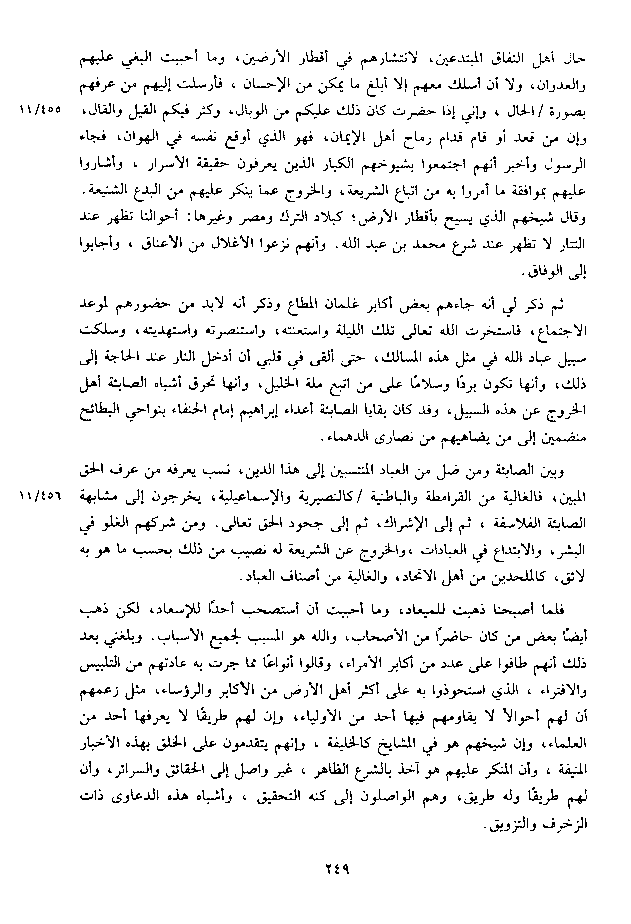 حال أهل النفاق المبتدعين، لانتشارهم في أقطار الأرضين، وما أحببت البغي عليهم
والعدوان، ولا أن أسلك معهم إلا أبلغ ما يمكن من الإحسان ، فأرسلت إليهم من عرفهم
بصورة /الحال ، وإني إذا حضرت كان ذلك عليكم من الوبال، وكثر فيكم القيل والقال، ١١/٤٥٥
وإن من قعد أو قام قدام رماح أهل الإيمان، فهو الذي أوقع نفسه في الهوان، فجاء
الرسول وأخبر أنهم اجتمعوا بشيوخهم الكبار الذين يعرفون حقيقة الأسرار ، وأشاروا
عليهم بموافقة ما أمروا به من اتباع الشريعة، والخروج عما ينكر عليهم من البدع الشنيعة.
وقال شيخهم الذي يسيح بأقطار الأرض؛ كبلاد الترك ومصر وغيرها: أحوالنا تظهر عند
التتار لا تظهر عند شرع محمد بن عبد الله. وأنهم نزعوا الأغلال من الأعناق ، وأجابوا
إلى الوفاق.
ثم ذكر لي أنه جاءهم بعض أكابر غلمان المطاع وذكر أنه لابد من حضورهم لموعد
الاجتماع، فاستخرت الله تعالى تلك الليلة واستعنته، واستنصرته واستهديته، وسلكت
سبيل عباد الله في مثل هذه المسالك، حتى ألقى في قلبي أن أدخل النار عند الحاجة إلى
ذلك، وأنها تكون بردًا وسلامًا على من اتبع ملة الخليل، وأنها تحرق أشباه الصابئة أهل
الخروج عن هذه السبيل، وقد كان بقايا الصابئة أعداء إبراهيم إمام الحنفاء بنواحي البطائح
منضمين إلى من يضاهيهم من نصارى الدهماء.
وبين الصابئة ومن ضل من العباد المنتسبين إلى هذا الدين، نسب يعرفه من عرف الحق
المبين، فالغالية من القرامطة والباطنية /كالنصيرية والإسماعيلية، يخرجون إلى مشابهة ١١/٤٥٦
الصابئة الفلاسفة ، ثم إلى الإشراك، ثم إلى جحود الحق تعالى. ومن شركهم الغلو في
البشر، والابتداع في العبادات ،والخروج عن الشريعة له نصيب من ذلك بحسب ما هو به
لائق، كالملحدين من أهل الاتحاد، والغالية من أصناف العباد.
فلما أصبحنا ذهبت للميعاد، وما أحببت أن أستصحب أحدًا للإسعاد، لكن ذهب
أيضًا بعض من كان حاضرًا من الأصحاب، والله هو المسبب لجميع الأسباب. وبلغني بعد
ذلك أنهم طافوا على عدد من أكابر الأمراء، وقالوا أنواعًا مما جرت به عادتهم من التلبيس
والافتراء ، الذي استحوذوا به على أكثر أهل الأرض من الأكابر والرؤساء، مثل زعمهم
أن لهم أحوالاً لا يقاومهم فيها أحد من الأولياء، وإن لهم طريقًا لا يعرفها أحد من
العلماء، وإن شيخهم هو في المشايخ كالخليفة ، وإنهم يتقدمون على الخلق بهذه الأخبار
المنيفة ، وأن المنكر عليهم هو آخذ بالشرع الظاهر ، غير واصل إلى الحقائق والسرائر، وأن
لهم طريقًا وله طريق، وهم الواصلون إلى كنه التحقيق ، وأشباه هذه الدعاوى ذات
الزخرف والتزويق.
٢٤٩